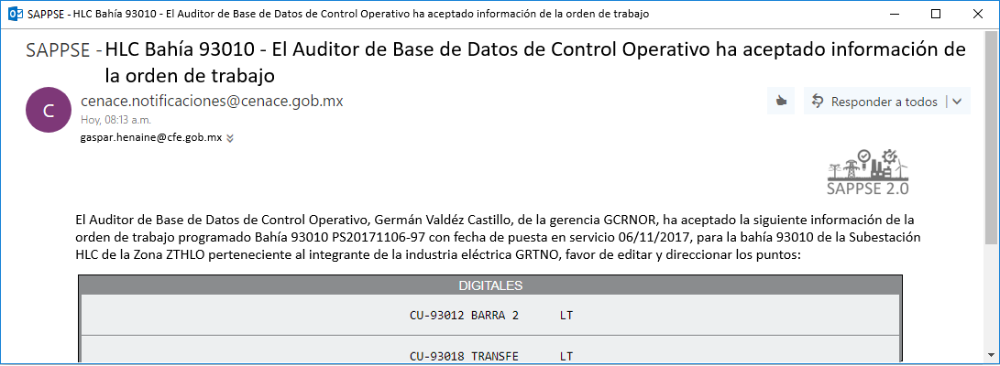 SAPPSE - HLC Bahía 93010 - El Auditor de Base de Datos de Control Operativo ha aceptado información de la orden de trabajo
SAPPSE - HLC Bahía 93010 - El Auditor de Base de Datos de Control Operativo ha aceptado información de
la orden de trabajo
C
cenace.notificaciones@cenace.gob.mx
Responder a todos
Hoy, 08:13 a.m.
gaspar.henaine@cfe.gob.mx
SAPPSE 2.0
El Auditor de Base de Datos de Control Operativo, Germán Valdéz Castillo, de la gerencia GCRNOR, ha aceptado la siguiente información de la
orden de trabajo programado Bahía 93010 PS20171106-97 con fecha de puesta en servicio 06/11/2017, para la bahía 93010 de la Subestación
HLC de la Zona ZTHLO perteneciente al integrante de la industria eléctrica GRTNO, favor de editar y direccionar los puntos:
DIGITALES
CU-93012 BARRA 2 LT
CU-93018 TRANSFE LT